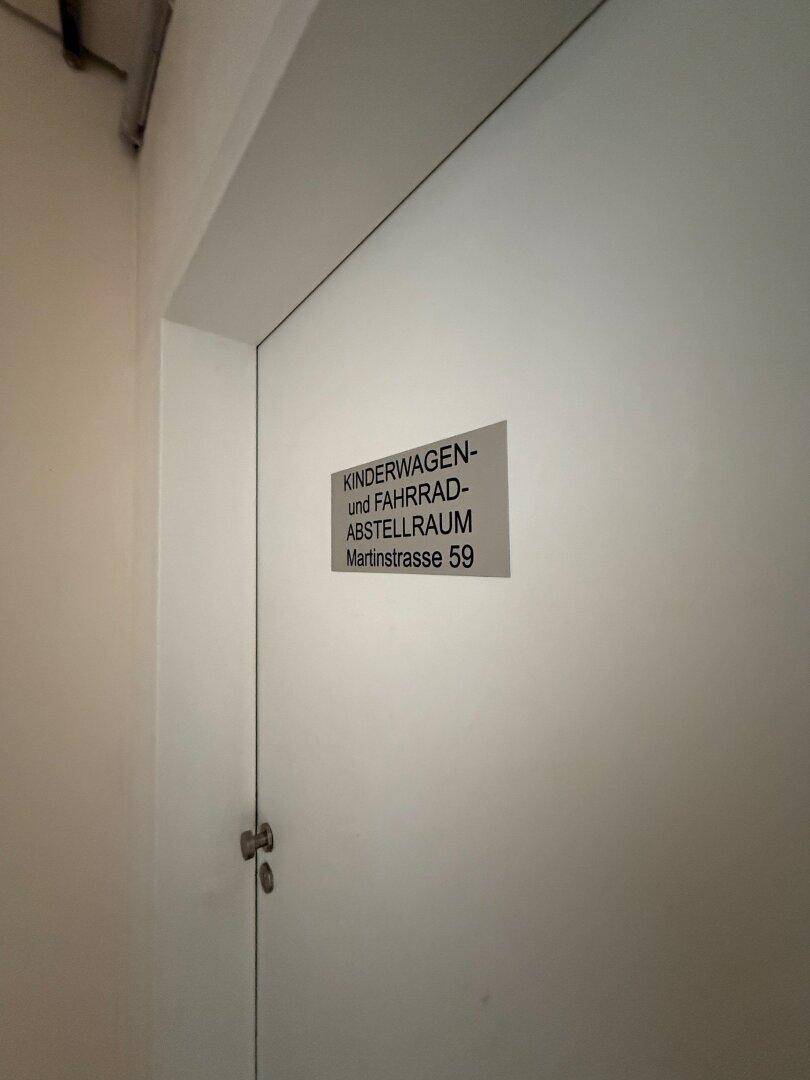 KINDERWAGEN-
und FAHRRAD-
ABSTELLRAUM
Martinstrasse 59